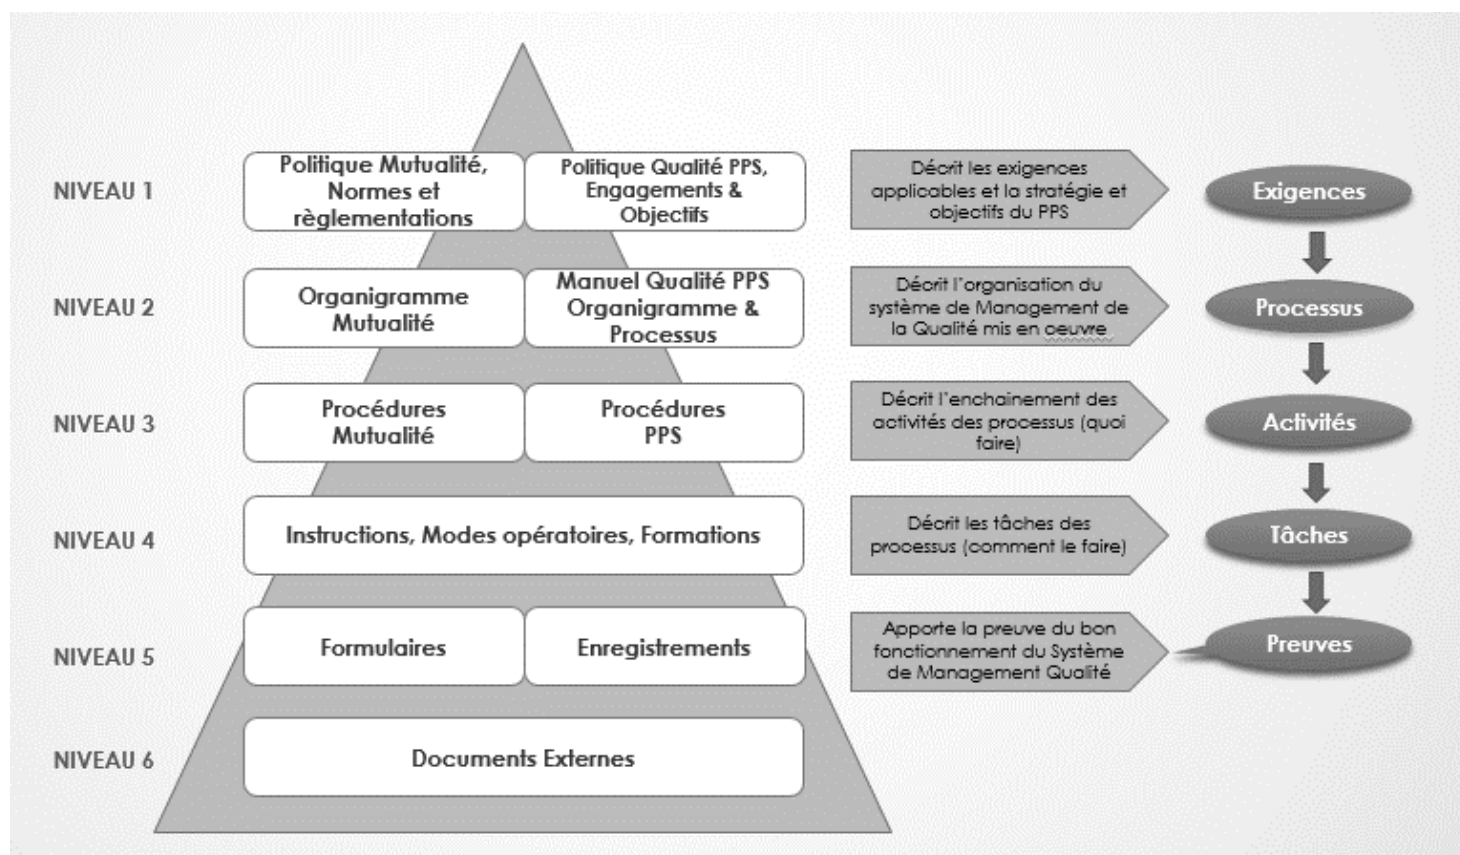 NIVEAU 1
Politique Mutualité,
Normes et
règlementations
Politique Qualité PPS,
Engagements &
Objectifs
Décrit les exigences
applicables et la stratégie et
objectifs du PPS
Exigences
NIVEAU 2
Organigramme
Mutualité
Manuel Qualité PPS
Organigramme &
Processus
Décrit l'organisation du
système de Management de
la Qualité mis en oeuvre
Processus
NIVEAU 3
Procédures
Mutualité
Procédures
PPS
Décrit l'enchainement des
activités des processus (quoi
faire)
Activités
NIVEAU 4
Instructions, Modes opératoires, Formations
Décrit les tâches des
processus (comment le faire)
Tâches
NIVEAU 5
Formulaires
Enregistrements
Apporte la preuve du bon
fonctionnement du Système
de Management Qualité
Preuves
NIVEAU 6
Documents Externes